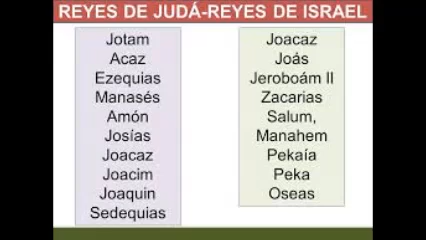 REYES DE JUDÁ-REYES DE ISRAEL
Jotam
Acaz
Ezequias
Manasés
Amón
Josías
Joacaz
Joacim
Joaquin
Sedequias
Joacaz
Joás
Jeroboám II
Zacarias
Salum,
Manahem
Pekaía
Peka
Oseas